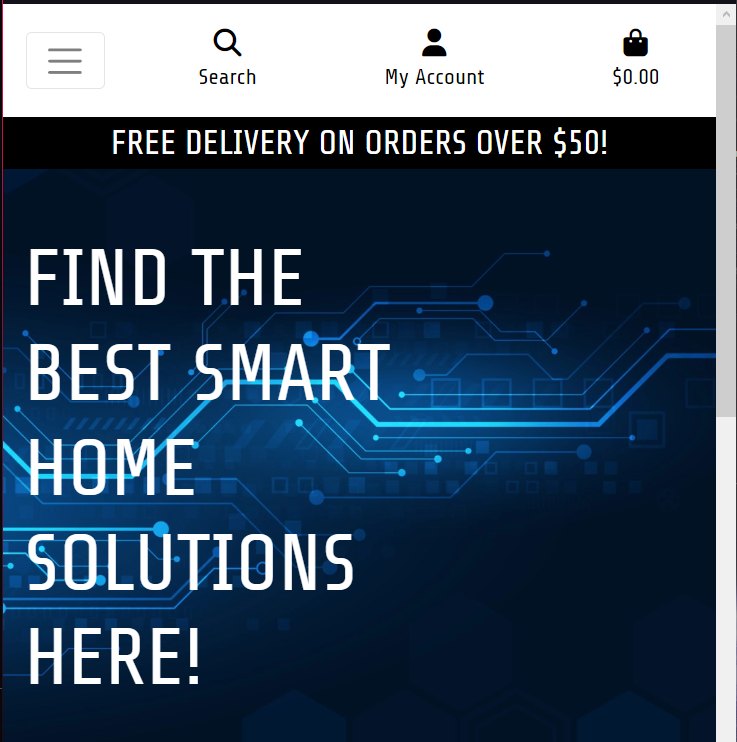 Search
My Account
$0.00
FREE DELIVERY ON ORDERS OVER $50!
FIND THE
BEST SMART
HOME
SOLUTIONS
HERE!